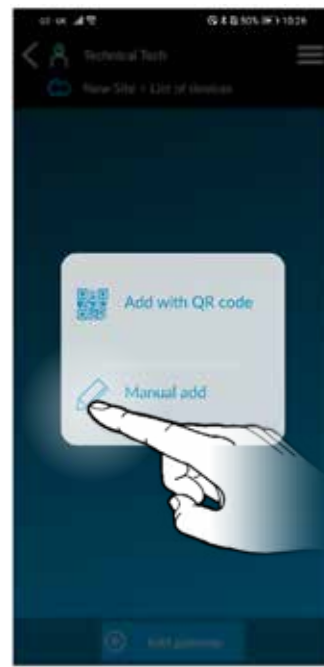 Technical Tech
New Site > List of devices
Add with QR code
Manual add
Add gateway